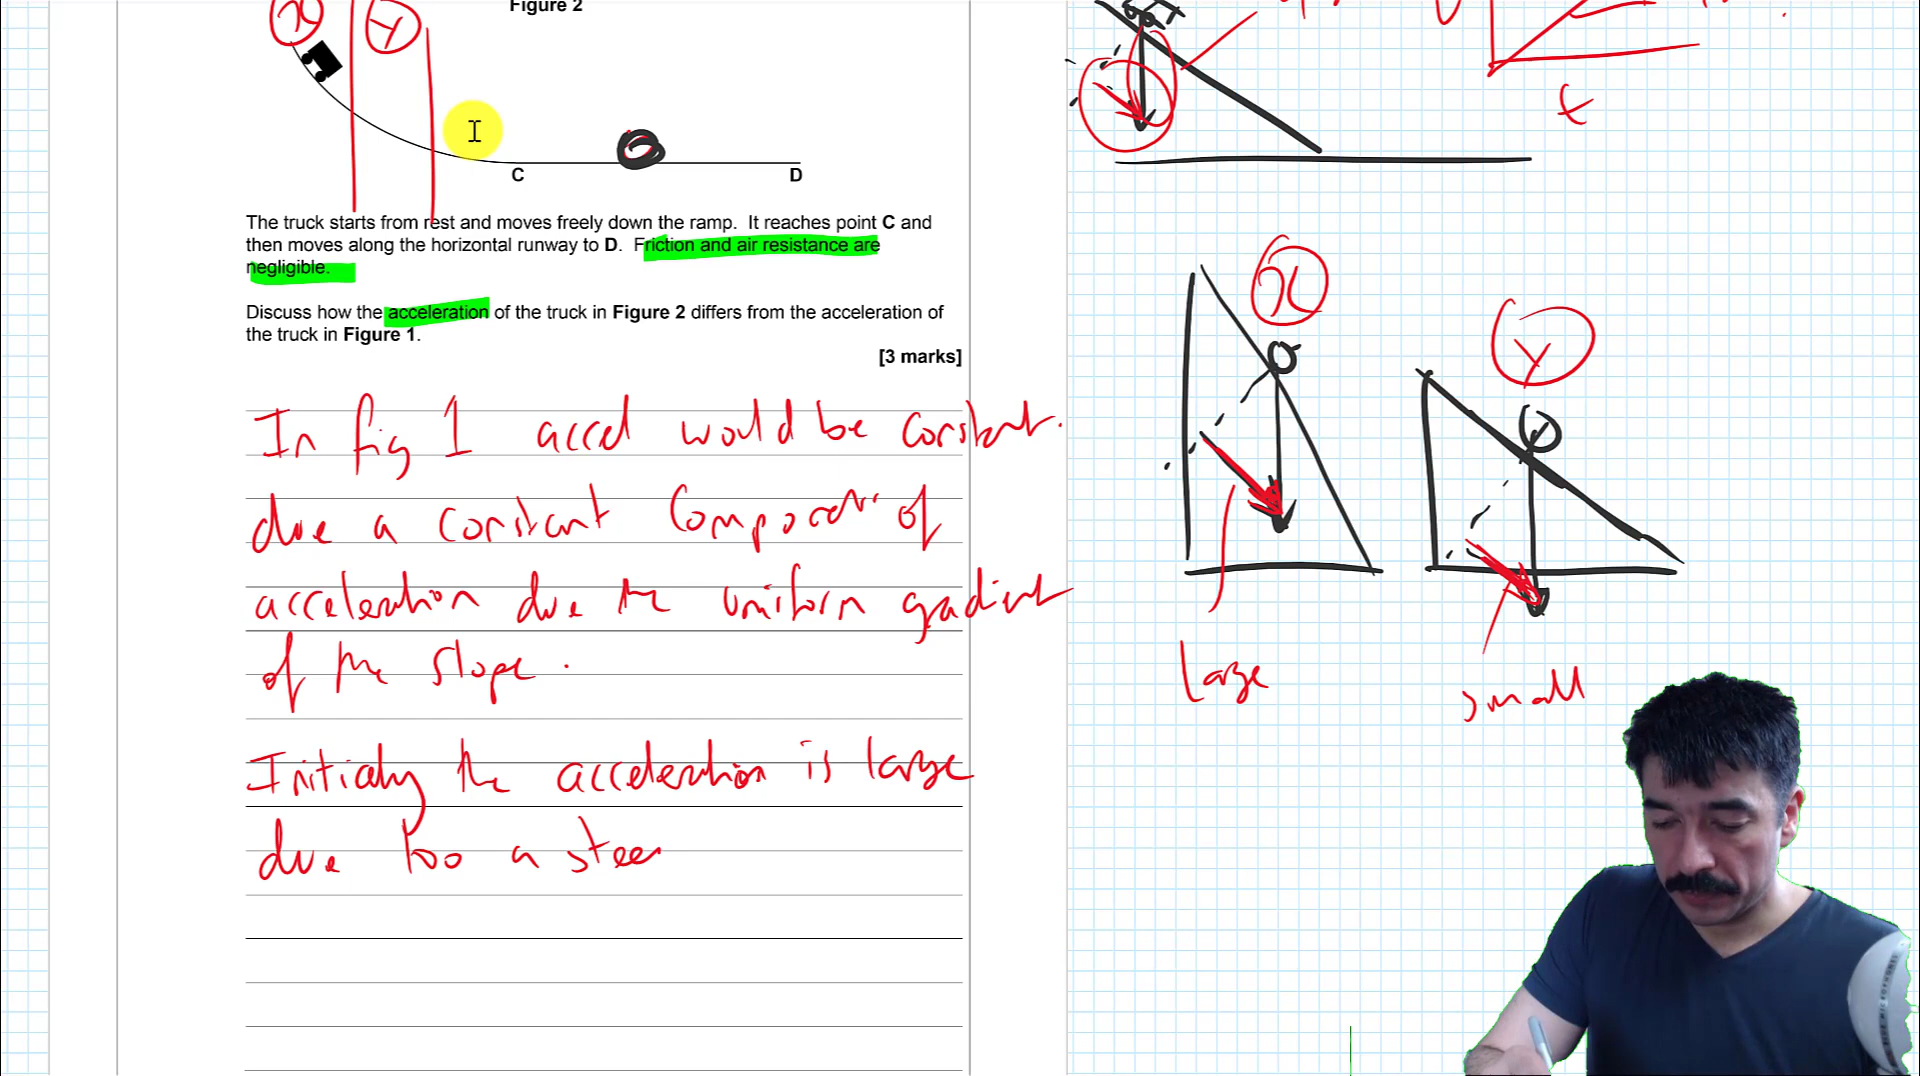 Figure 2
x
Y
C
D
The truck starts from rest and moves freely down the ramp. It reaches point C and
then moves along the horizontal runway to D. Friction and air resistance are
negligible.
Discuss how the acceleration of the truck in Figure 2 differs from the acceleration of
the truck in Figure 1.
[3 marks]
In fig 1 accel would be constant.
due a constant component of
acceleration due the uniform gradient
of the slope.
Initially the acceleration is large
due too a stee
t
x
Y
large
small